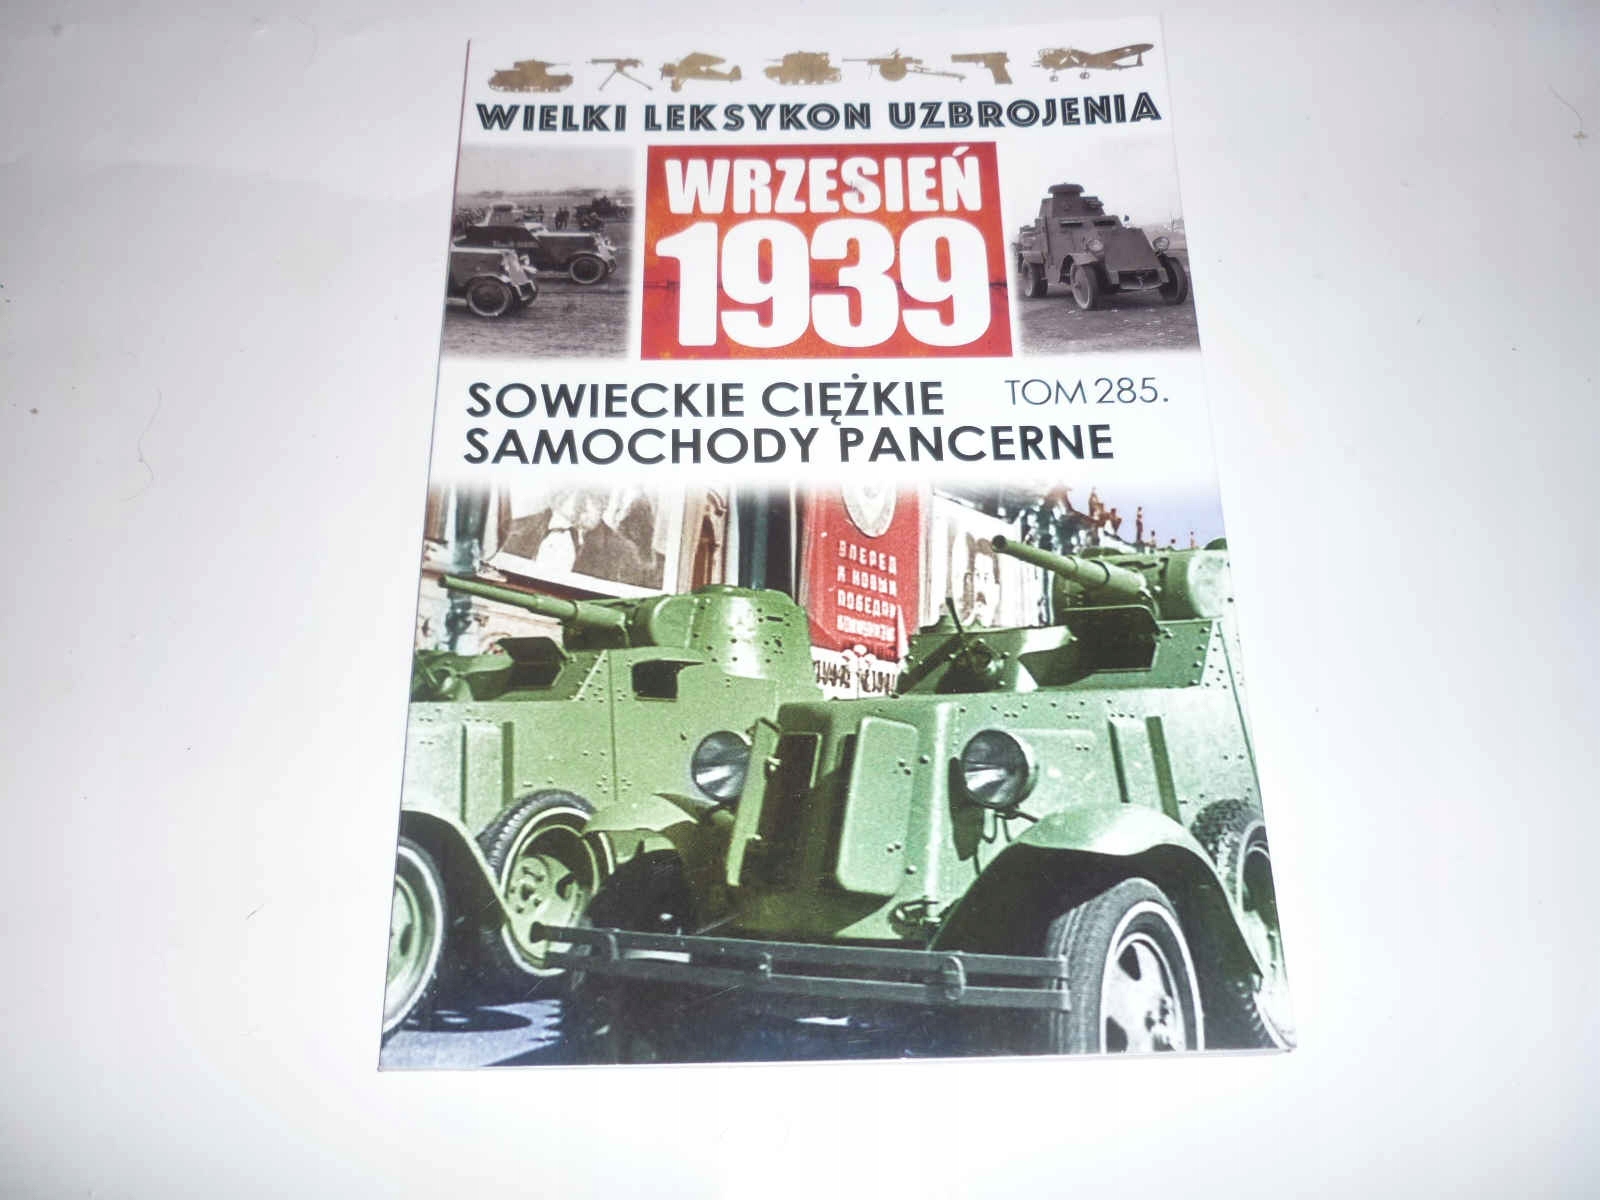 WIELKI LEKSYKON UZBROJENIA
WRZESIEŃ
1939
SOWIECKIE CIĘŻKIE
SAMOCHODY PANCERNE
TOM 285.
ВПЕРЕД
К НОВЫМ
ПОБЕДАМ